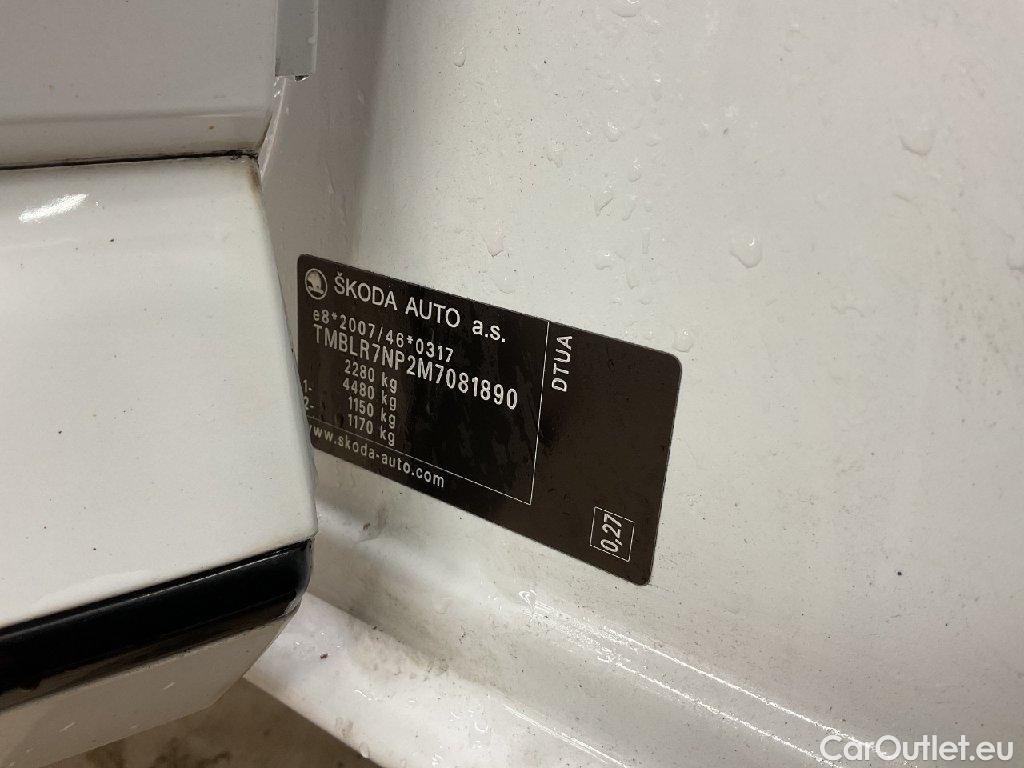 ŠKODA AUTO a.s.
e8*2007/46*0317
TMBLR7NP2M7081890
2280 kg
1- 4480 kg
2- 1150 kg
1170 kg
www.skoda-auto.com
DTUA
0,27
CarOutlet.eu